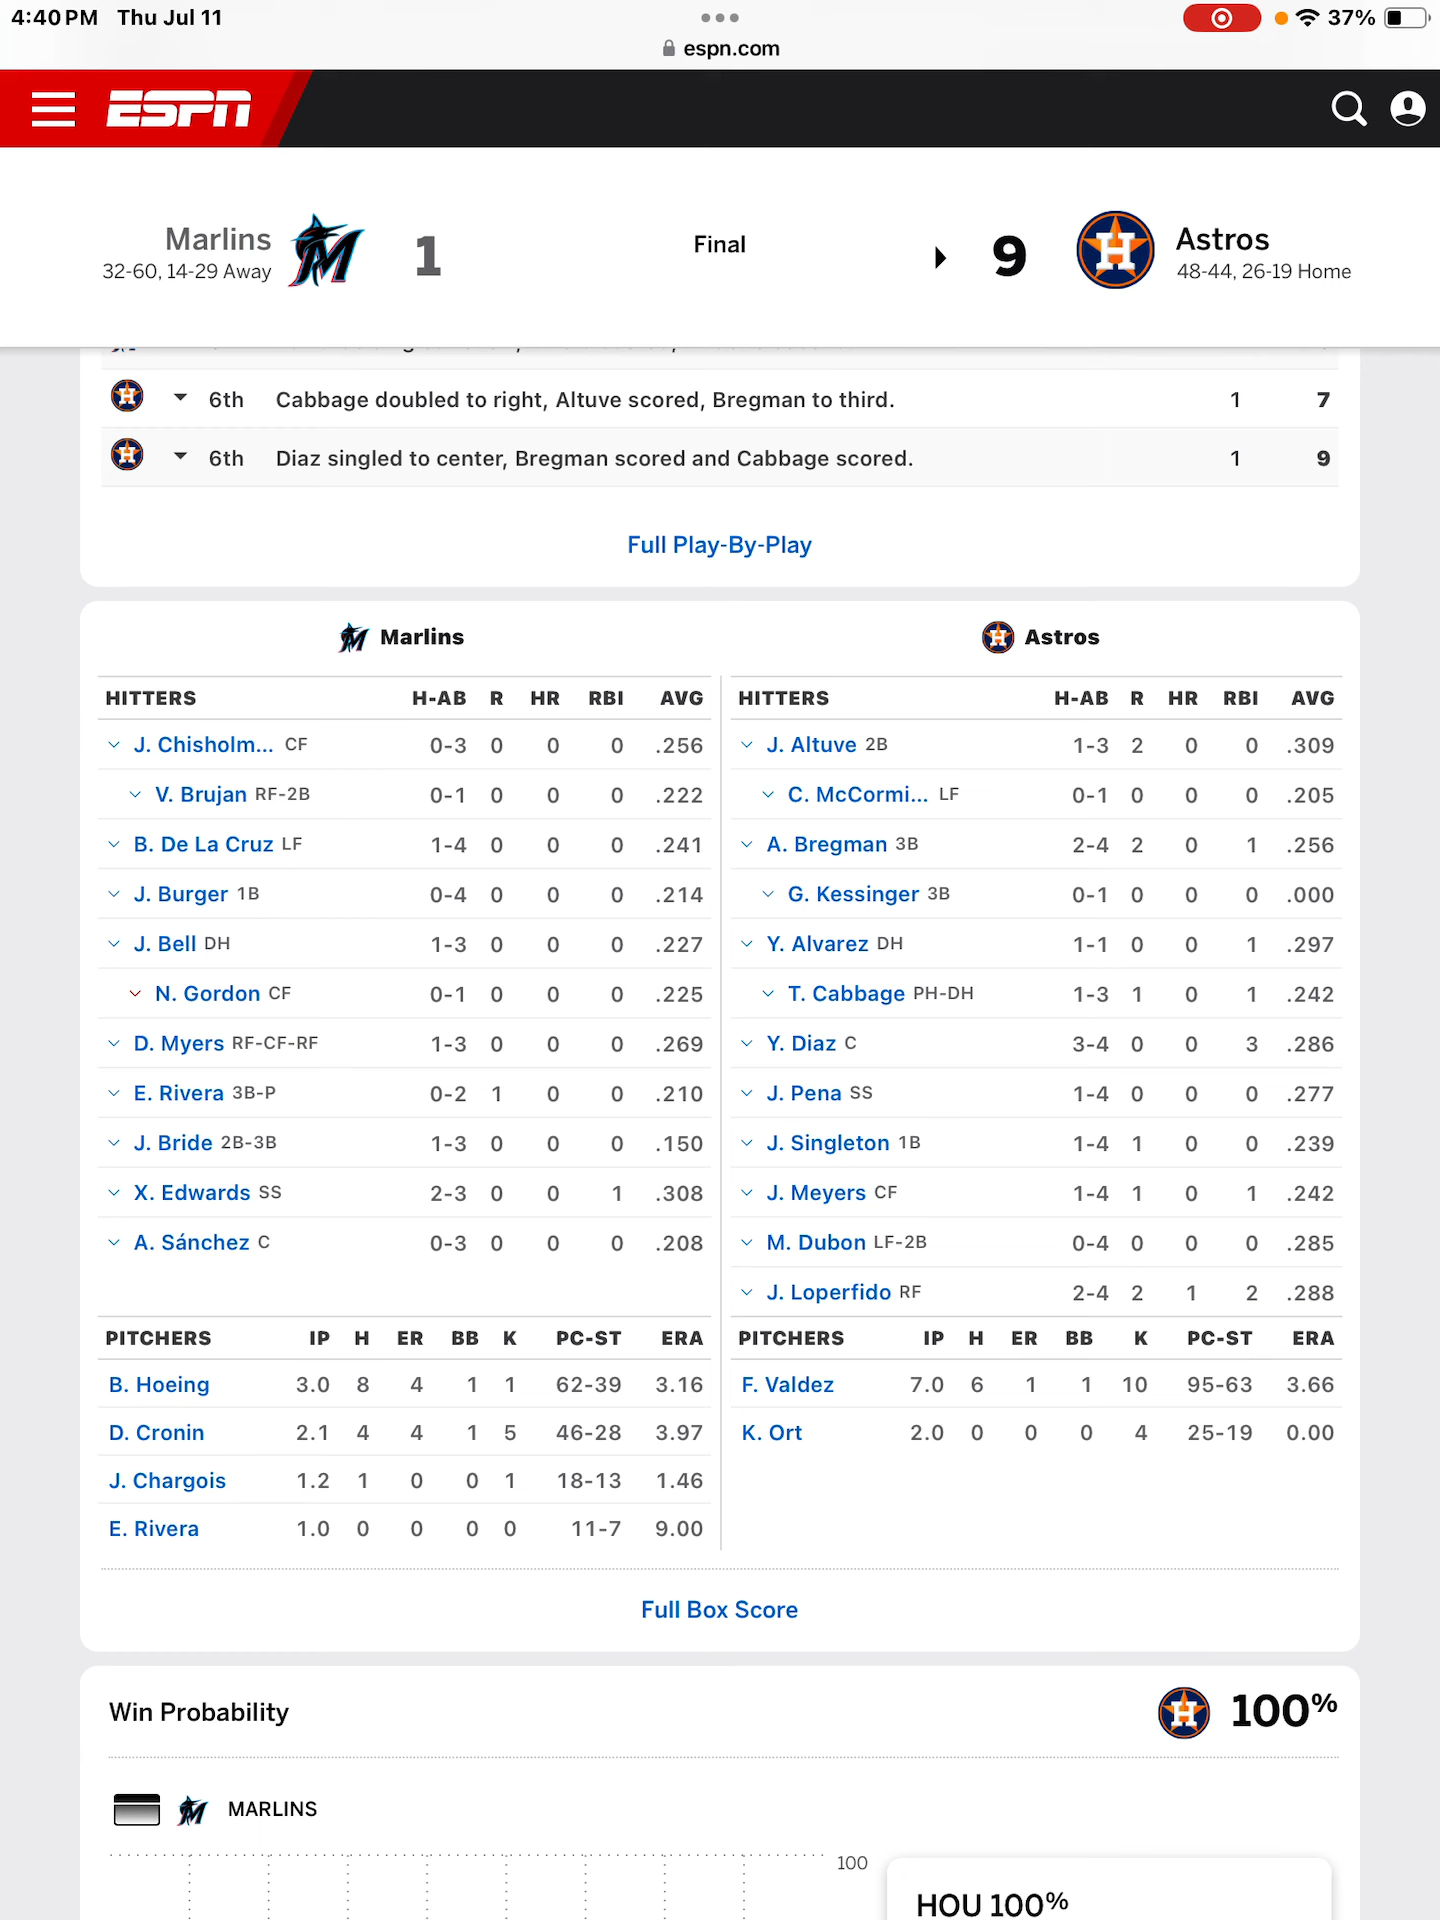 4:40 PM Thu Jul 11
37%
espn.com
ESPN
Marlins
32-60, 14-29 Away
1
Final
9
Astros
48-44, 26-19 Home
6th Cabbage doubled to right, Altuve scored, Bregman to third. 1 7
6th Diaz singled to center, Bregman scored and Cabbage scored. 1 9
Full Play-By-Play
Marlins
HITTERS H-AB R HR RBI AVG
J. Chisholm... CF 0-3 0 0 0 .256
V. Brujan RF-2B 0-1 0 0 0 .222
B. De La Cruz LF 1-4 0 0 0 .241
J. Burger 1B 0-4 0 0 0 .214
J. Bell DH 1-3 0 0 0 .227
N. Gordon CF 0-1 0 0 0 .225
D. Myers RF-CF-RF 1-3 0 0 0 .269
E. Rivera 3B-P 0-2 1 0 0 .210
J. Bride 2B-3B 1-3 0 0 0 .150
X. Edwards SS 2-3 0 0 1 .308
A. Sánchez C 0-3 0 0 0 .208
PITCHERS IP H ER BB K PC-ST ERA
B. Hoeing 3.0 8 4 1 1 62-39 3.16
D. Cronin 2.1 4 4 1 5 46-28 3.97
J. Chargois 1.2 1 0 0 1 18-13 1.46
E. Rivera 1.0 0 0 0 0 11-7 9.00
Astros
HITTERS H-AB R HR RBI AVG
J. Altuve 2B 1-3 2 0 0 .309
C. McCormi... LF 0-1 0 0 0 .205
A. Bregman 3B 2-4 2 0 1 .256
G. Kessinger 3B 0-1 0 0 0 .000
Y. Alvarez DH 1-1 0 0 1 .297
T. Cabbage PH-DH 1-3 1 0 1 .242
Y. Diaz C 3-4 0 0 3 .286
J. Pena SS 1-4 0 0 0 .277
J. Singleton 1B 1-4 1 0 0 .239
J. Meyers CF 1-4 1 0 1 .242
M. Dubon LF-2B 0-4 0 0 0 .285
J. Loperfido RF 2-4 2 1 2 .288
PITCHERS IP H ER BB K PC-ST ERA
F. Valdez 7.0 6 1 1 10 95-63 3.66
K. Ort 2.0 0 0 0 4 25-19 0.00
Full Box Score
Win Probability
100%
MARLINS
100
HOU 100%